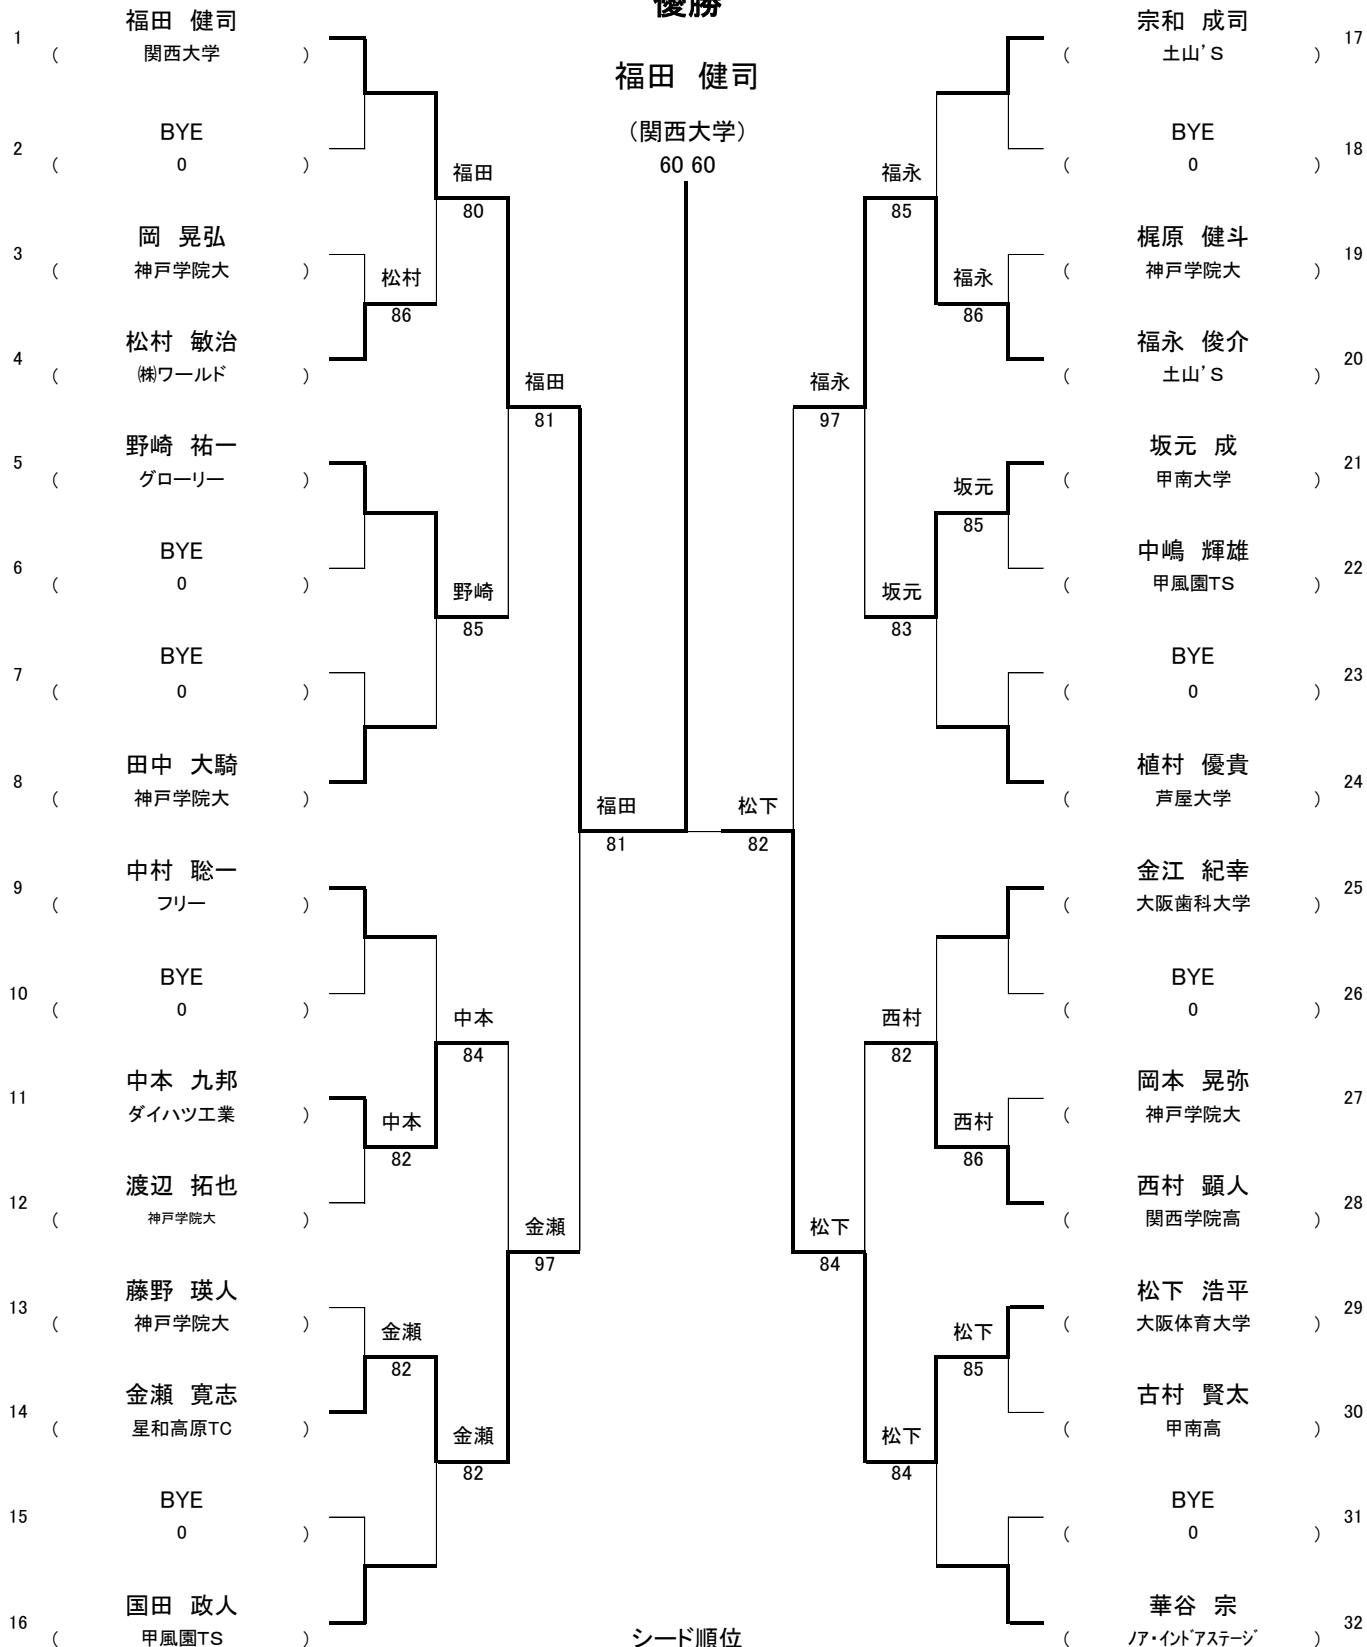 優勝
福田 健司
(関西大学)
60 60
1 福田 健司
( 関西大学 )
2 BYE
( 0 )
3 岡 晃弘
( 神戸学院大 )
4 松村 敏治
( ㈱ワールド )
5 野崎 祐一
( グローリー )
6 BYE
( 0 )
7 BYE
( 0 )
8 田中 大騎
( 神戸学院大 )
9 中村 聡一
( フリー )
10 BYE
( 0 )
11 中本 九邦
( ダイハツ工業 )
12 渡辺 拓也
( 神戸学院大 )
13 藤野 瑛人
( 神戸学院大 )
14 金瀬 寛志
( 星和高原TC )
15 BYE
( 0 )
16 国田 政人
( 甲風園TS )
松村
86
中本
82
金瀬
82
福田
80
野崎
85
中本
84
金瀬
82
福田
81
金瀬
97
福田
81
松下
82
福永
97
松下
84
福永
85
坂元
83
西村
82
松下
84
福永
86
坂元
85
西村
86
松下
85
宗和 成司 17
( 土山'S )
BYE 18
( 0 )
梶原 健斗 19
( 神戸学院大 )
福永 俊介 20
( 土山'S )
坂元 成 21
( 甲南大学 )
中嶋 輝雄 22
( 甲風園TS )
BYE 23
( 0 )
植村 優貴 24
( 芦屋大学 )
金江 紀幸 25
( 大阪歯科大学 )
BYE 26
( 0 )
岡本 晃弥 27
( 神戸学院大 )
西村 顕人 28
( 関西学院高 )
松下 浩平 29
( 大阪体育大学 )
古村 賢太 30
( 甲南高 )
BYE 31
( 0 )
華谷 宗 32
( ﾉｱ・ｲﾝﾄﾞｱｽﾃｰｼﾞ )
シード順位